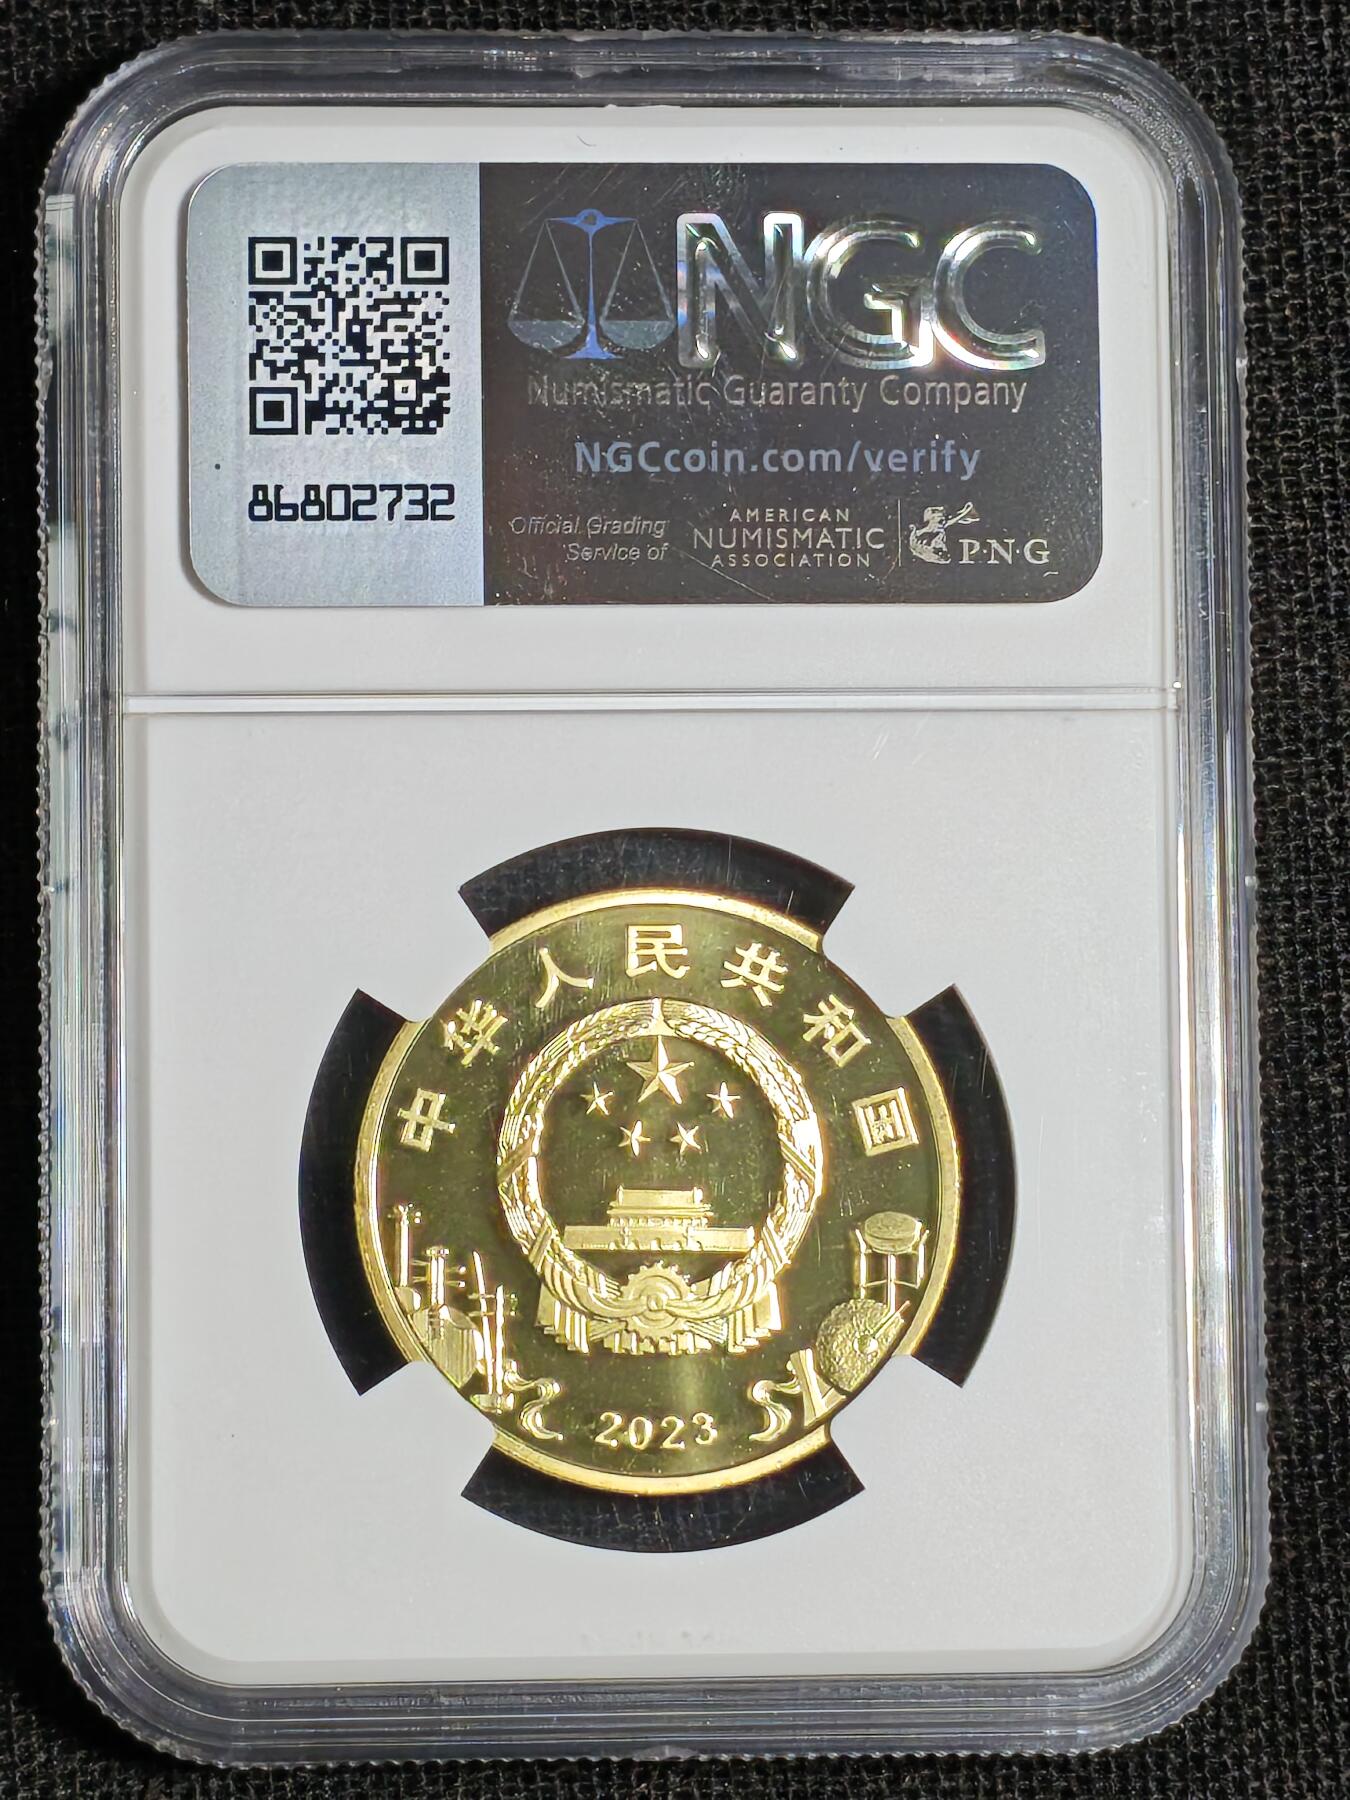 NGC
Numismatic Guaranty Company
NGCcoin.com/verify
86802732
Official Grading
Service of
AMERICAN
NUMISMATIC
ASSOCIATION
P·N·G
中华人民共和国
2023